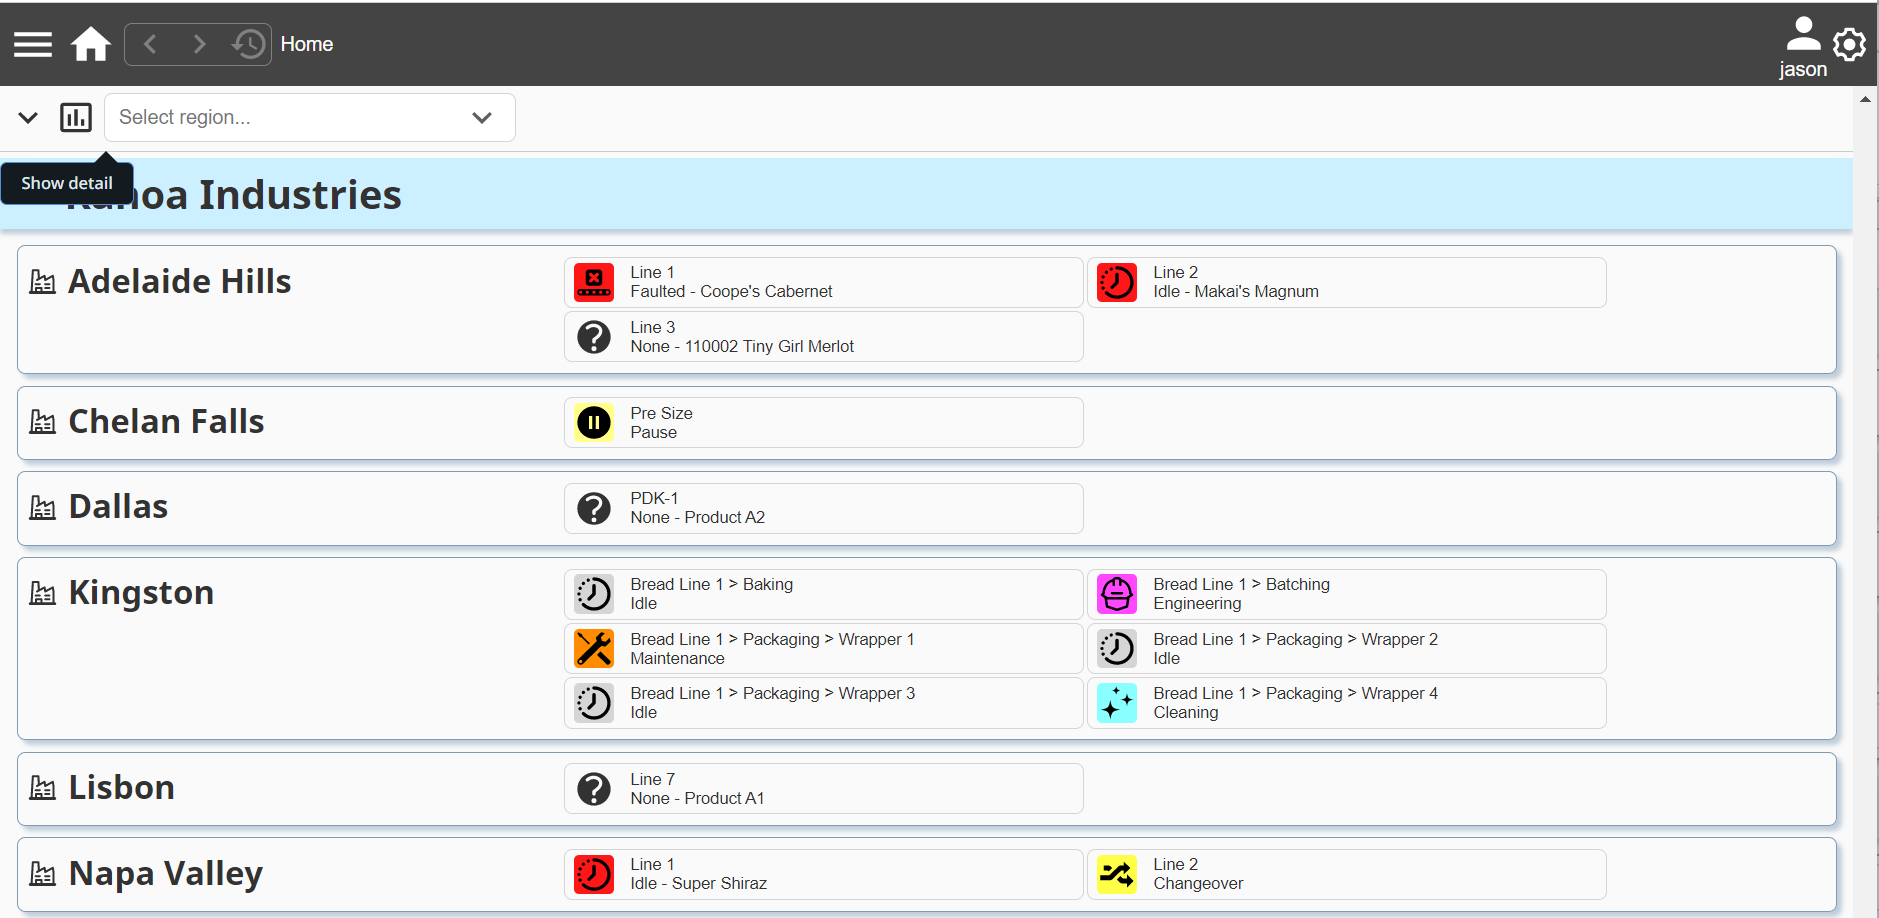 Home
jason
Select region...
Show detail
Kanoa Industries
Adelaide Hills
Line 1
Faulted - Coope's Cabernet
Line 2
Idle - Makai's Magnum
Line 3
None - 110002 Tiny Girl Merlot
Chelan Falls
Pre Size
Pause
Dallas
PDK-1
None - Product A2
Kingston
Bread Line 1 > Baking
Idle
Bread Line 1 > Batching
Engineering
Bread Line 1 > Packaging > Wrapper 1
Maintenance
Bread Line 1 > Packaging > Wrapper 2
Idle
Bread Line 1 > Packaging > Wrapper 3
Idle
Bread Line 1 > Packaging > Wrapper 4
Cleaning
Lisbon
Line 7
None - Product A1
Napa Valley
Line 1
Idle - Super Shiraz
Line 2
Changeover